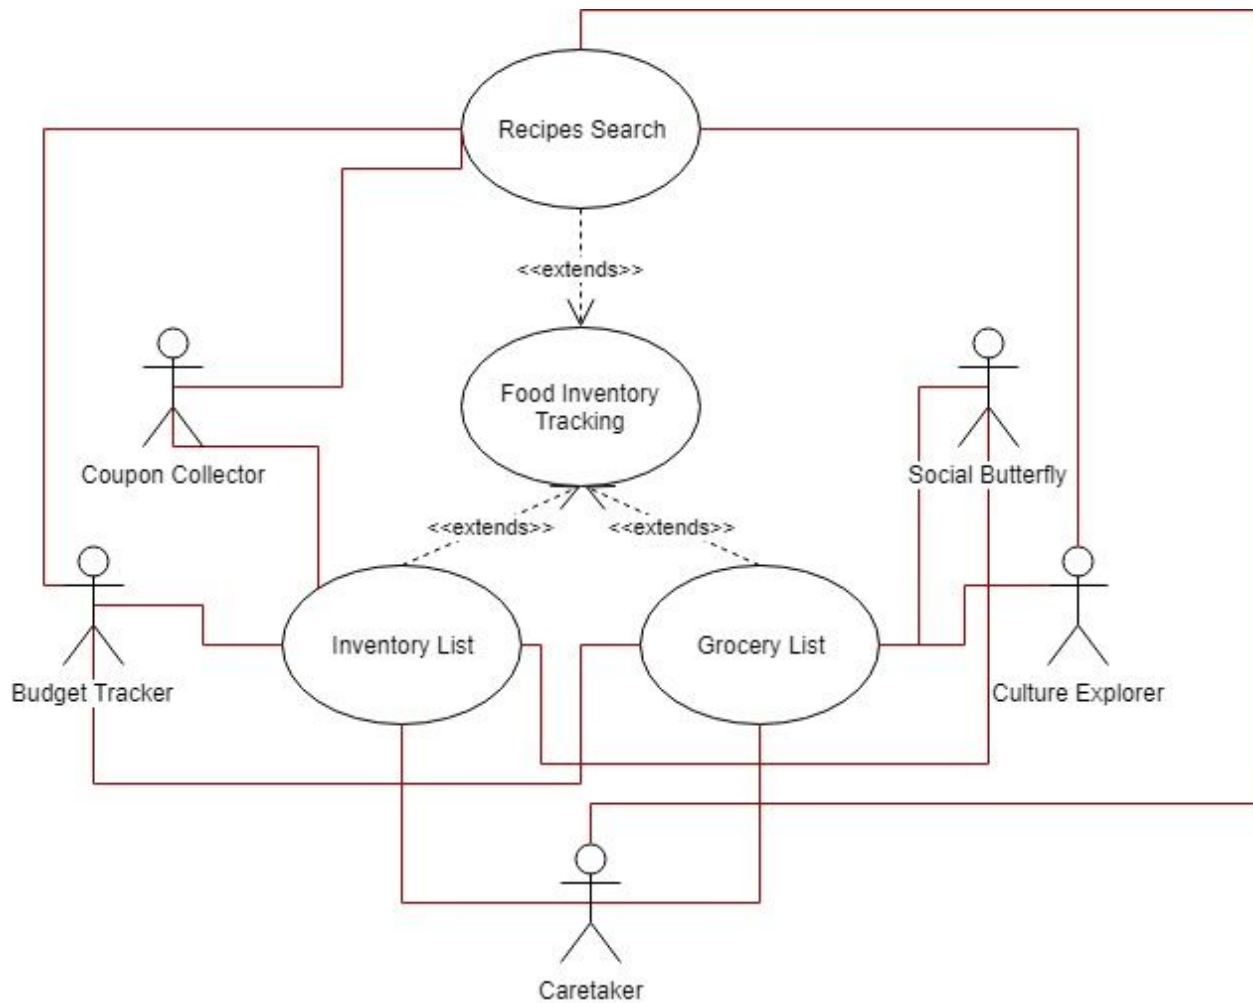 Recipes Search
<<extends>>
Food Inventory
Tracking
Coupon Collector
Social Butterfly
<<extends>>
<<extends>>
Inventory List
Grocery List
Budget Tracker
Culture Explorer
Caretaker